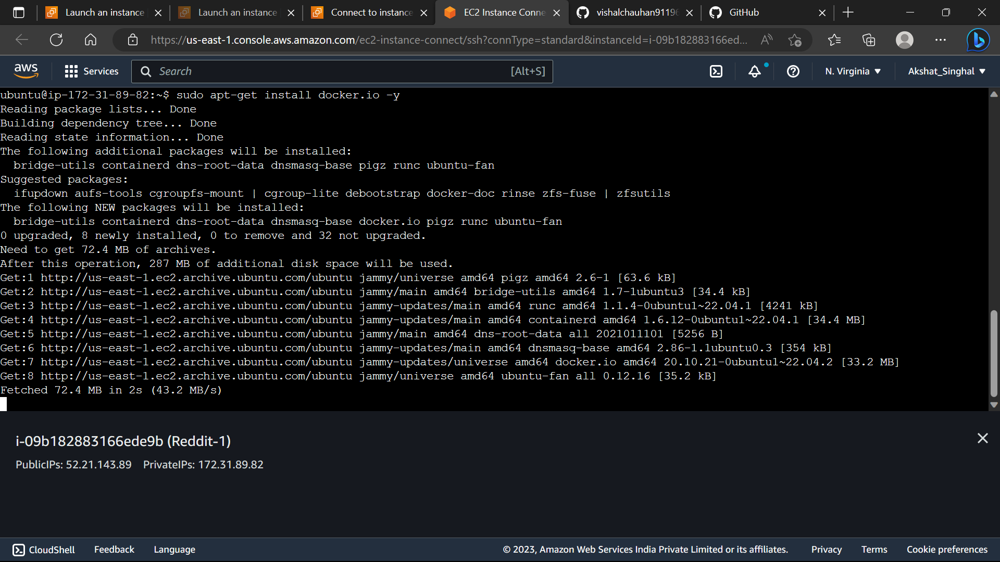 Launch an instance
Launch an instance
Connect to instance
EC2 Instance Conne
vishalchauhan91196
GitHub
https://us-east-1.console.aws.amazon.com/ec2-instance-connect/ssh?connType=standard&instanceId=i-09b182883166ed...
aws
Services
Search
[Alt+S]
N. Virginia
Akshat_Singhal
ubuntu@ip-172-31-89-82:~$ sudo apt-get install docker.io -y
Reading package lists... Done
Building dependency tree... Done
Reading state information... Done
The following additional packages will be installed:
bridge-utils containerd dns-root-data dnsmasq-base pigz runc ubuntu-fan
Suggested packages:
ifupdown aufs-tools cgroupfs-mount | cgroup-lite debootstrap docker-doc rinse zfs-fuse | zfsutils
The following NEW packages will be installed:
bridge-utils containerd dns-root-data dnsmasq-base docker.io pigz runc ubuntu-fan
0 upgraded, 8 newly installed, 0 to remove and 32 not upgraded.
Need to get 72.4 MB of archives.
After this operation, 287 MB of additional disk space will be used.
Get:1 http://us-east-1.ec2.archive.ubuntu.com/ubuntu jammy/universe amd64 pigz amd64 2.6-1 [63.6 kB]
Get:2 http://us-east-1.ec2.archive.ubuntu.com/ubuntu jammy/main amd64 bridge-utils amd64 1.7-1ubuntu3 [34.4 kB]
Get:3 http://us-east-1.ec2.archive.ubuntu.com/ubuntu jammy-updates/main amd64 runc amd64 1.1.4-0ubuntu1~22.04.1 [4241 kB]
Get:4 http://us-east-1.ec2.archive.ubuntu.com/ubuntu jammy-updates/main amd64 containerd amd64 1.6.12-0ubuntu1~22.04.1 [34.4 MB]
Get:5 http://us-east-1.ec2.archive.ubuntu.com/ubuntu jammy/main amd64 dns-root-data all 2021011101 [5256 B]
Get:6 http://us-east-1.ec2.archive.ubuntu.com/ubuntu jammy-updates/main amd64 dnsmasq-base amd64 2.86-1.1ubuntu0.3 [354 kB]
Get:7 http://us-east-1.ec2.archive.ubuntu.com/ubuntu jammy-updates/universe amd64 docker.io amd64 20.10.21-0ubuntu1~22.04.2 [33.2 MB]
Get:8 http://us-east-1.ec2.archive.ubuntu.com/ubuntu jammy/universe amd64 ubuntu-fan all 0.12.16 [35.2 kB]
Fetched 72.4 MB in 2s (43.2 MB/s)
i-09b182883166ede9b (Reddit-1)
PublicIPs: 52.21.143.89 PrivateIPs: 172.31.89.82
CloudShell
Feedback
Language
© 2023, Amazon Web Services India Private Limited or its affiliates.
Privacy
Terms
Cookie preferences